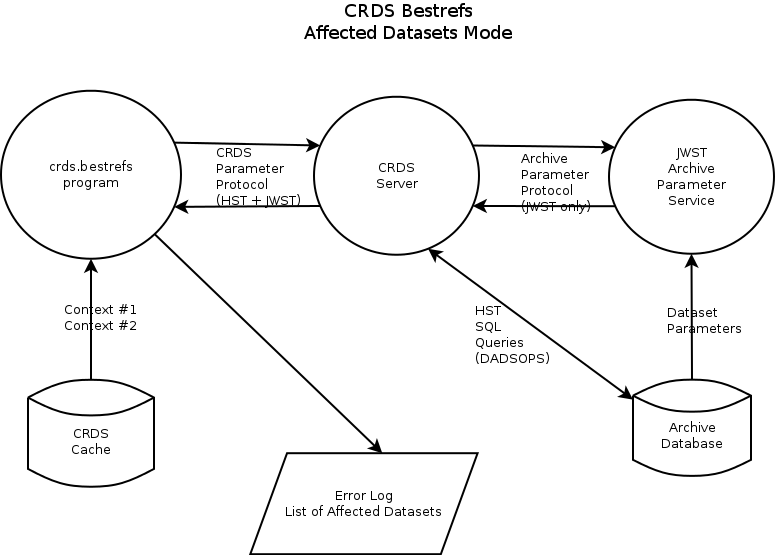 CRDS Bestrefs
Affected Datasets Mode
crds.bestrefs
program
CRDS
Parameter
Protocol
(HST + JWST)
CRDS
Server
Archive
Parameter
Protocol
(JWST only)
JWST
Archive
Parameter
Service
Context #1
Context #2
HST
SQL
Queries
(DADSOPS)
Dataset
Parameters
CRDS
Cache
Archive
Database
Error Log
List of Affected Datasets